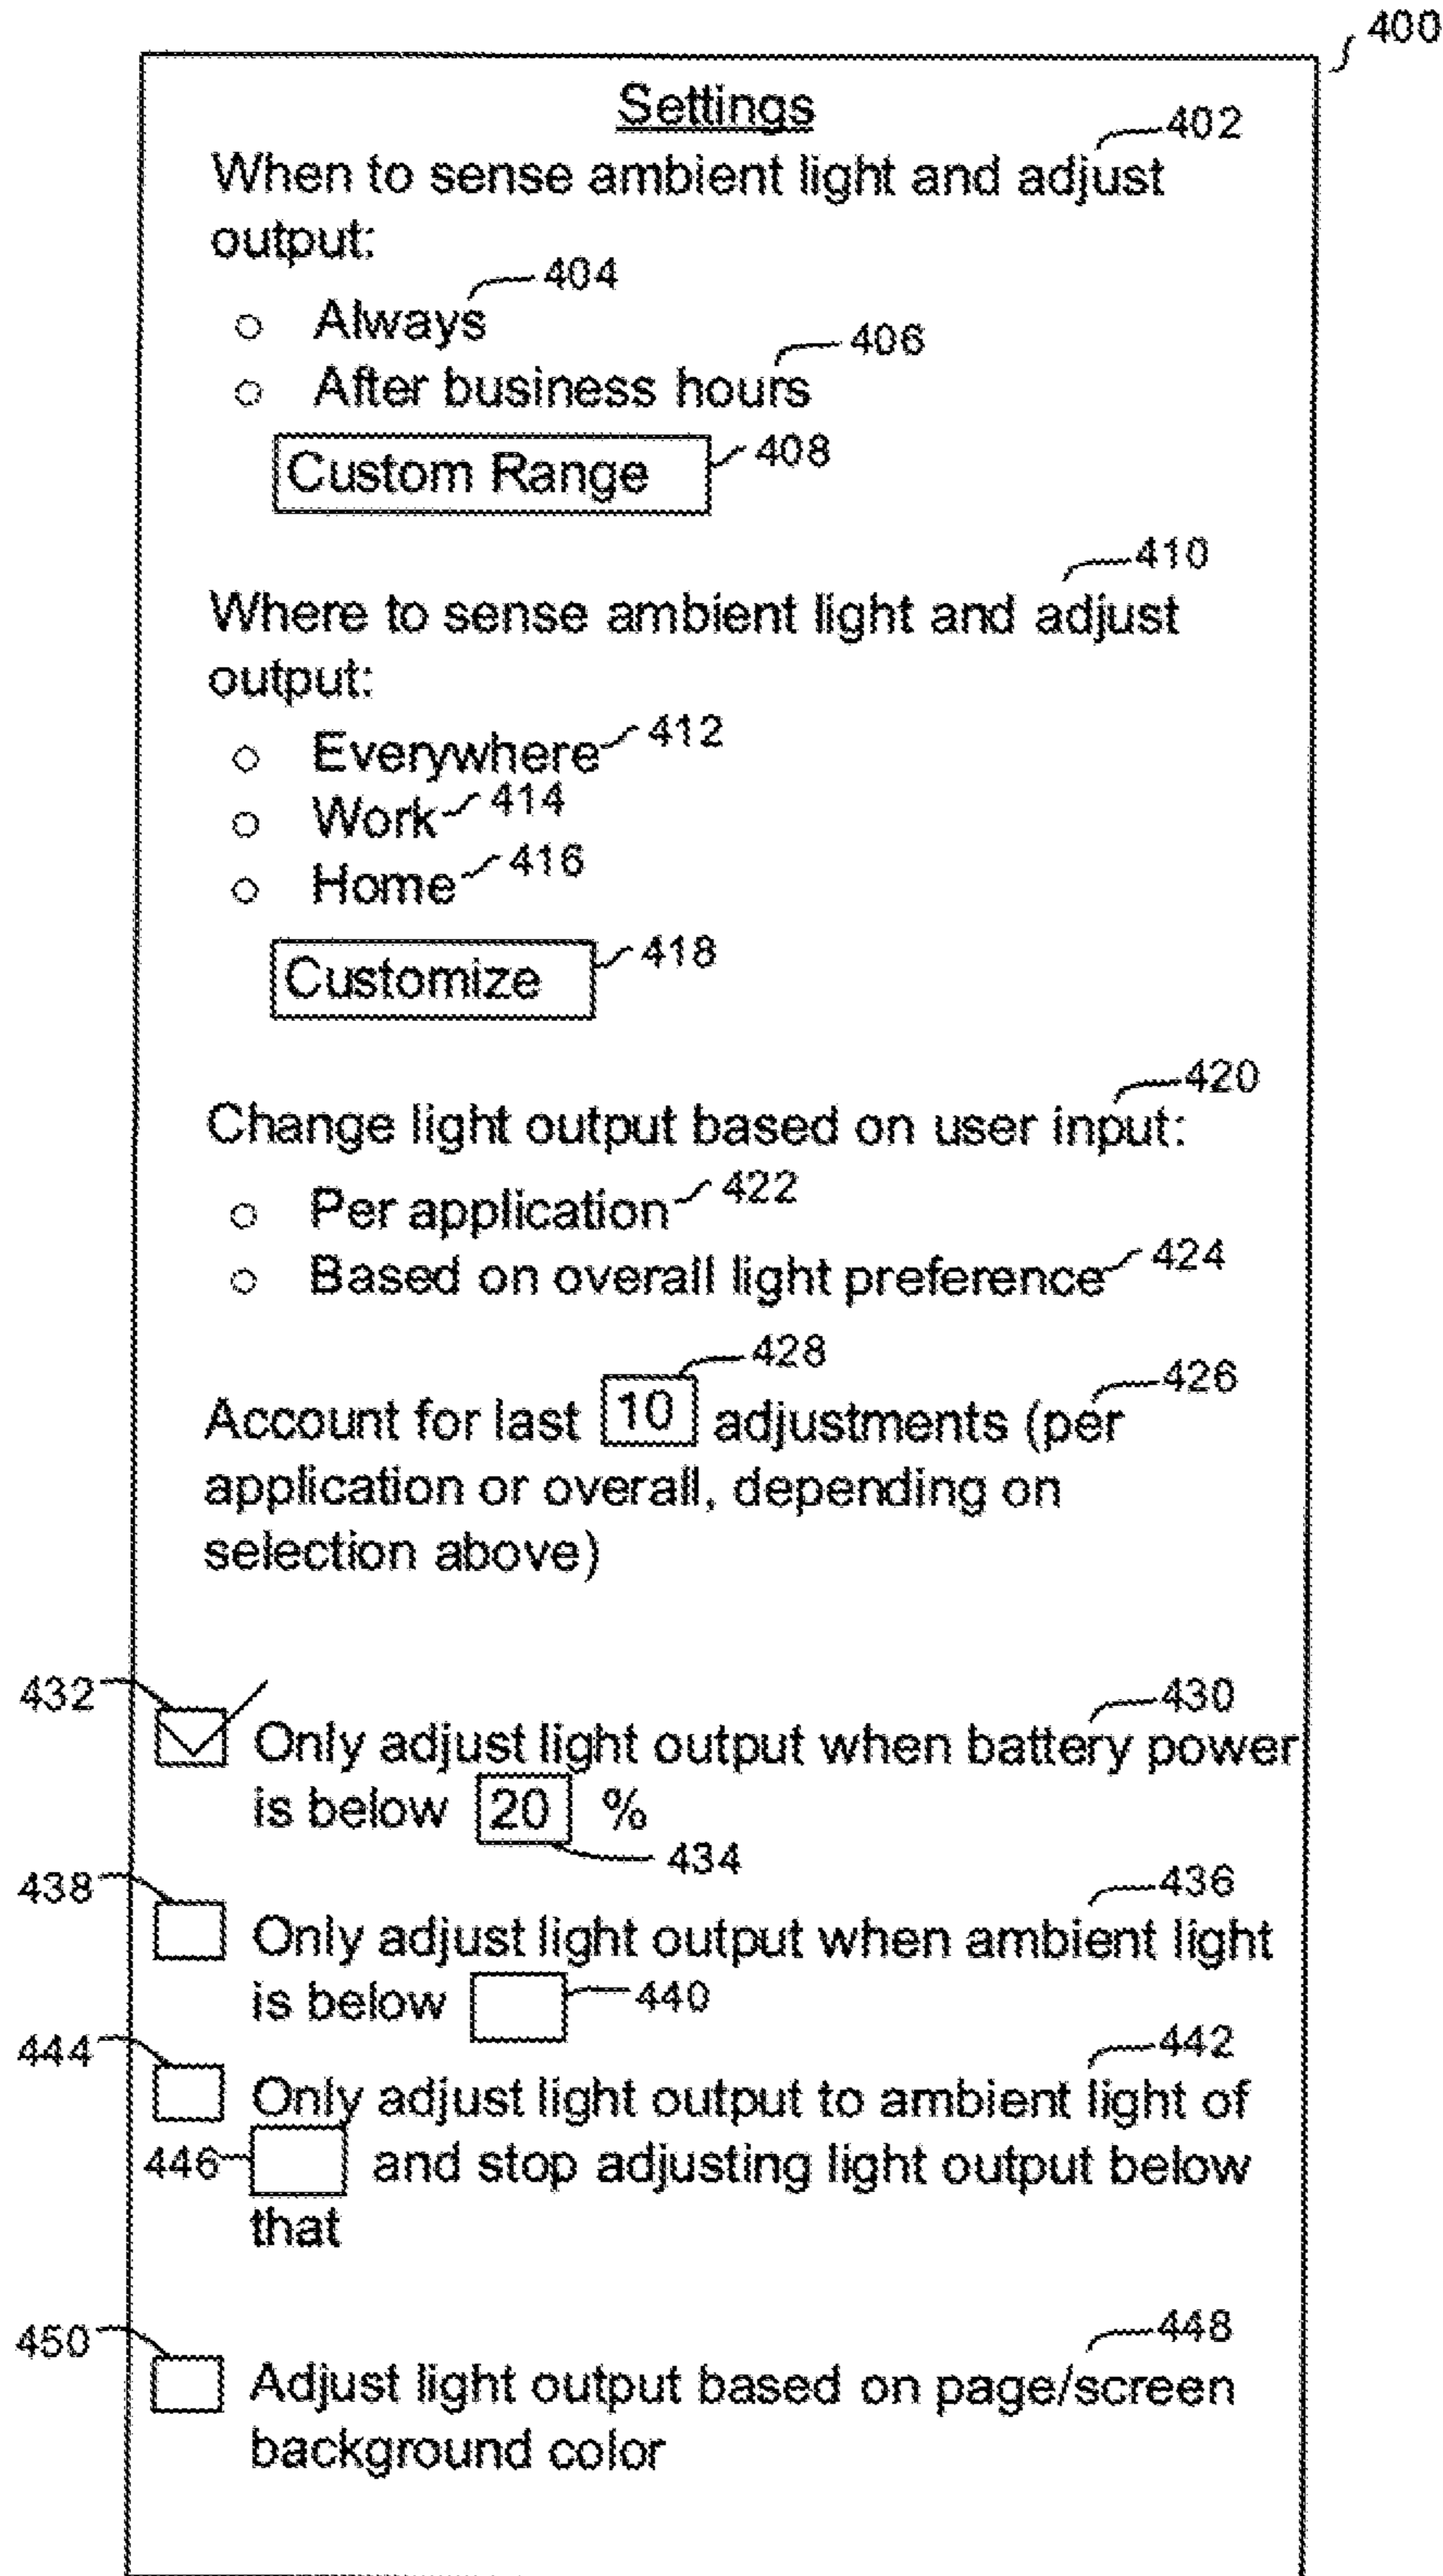 400
Settings
402
When to sense ambient light and adjust
output:
404
Always
406
After business hours
Custom Range 408
410
Where to sense ambient light and adjust
output:
Everywhere 412
Work 414
Home 416
Customize 418
420
Change light output based on user input:
Per application 422
Based on overall light preference 424
428
426
Account for last 10 adjustments (per
application or overall, depending on
selection above)
432 430
Only adjust light output when battery power
is below 20 %
434
438 436
Only adjust light output when ambient light
is below 440
444 442
Only adjust light output to ambient light of
446 and stop adjusting light output below
that
450 448
Adjust light output based on page/screen
background color